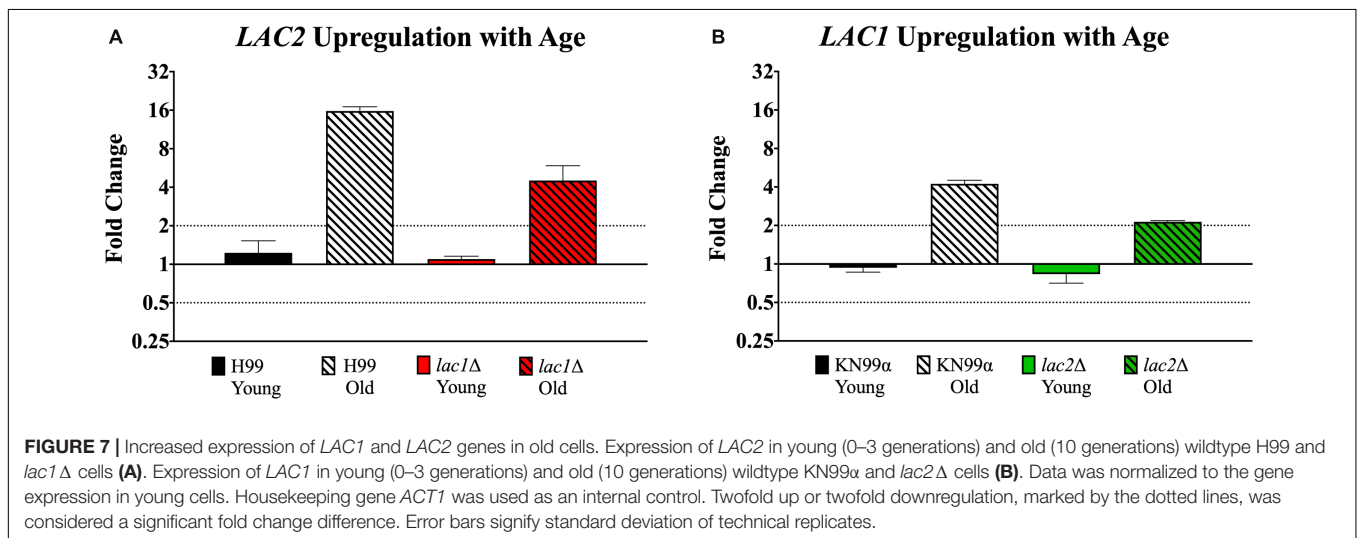 A
LAC2 Upregulation with Age
Fold Change
32
16
8
4
2
1
0.5
0.25
H99 Young
H99 Old
lac1Δ Young
lac1Δ Old
B
LAC1 Upregulation with Age
Fold Change
32
16
8
4
2
1
0.5
0.25
KN99α Young
KN99α Old
lac2Δ Young
lac2Δ Old
FIGURE 7 | Increased expression of LAC1 and LAC2 genes in old cells. Expression of LAC2 in young (0–3 generations) and old (10 generations) wildtype H99 and
lac1Δ cells (A). Expression of LAC1 in young (0–3 generations) and old (10 generations) wildtype KN99α and lac2Δ cells (B). Data was normalized to the gene
expression in young cells. Housekeeping gene ACT1 was used as an internal control. Twofold up or twofold downregulation, marked by the dotted lines, was
considered a significant fold change difference. Error bars signify standard deviation of technical replicates.